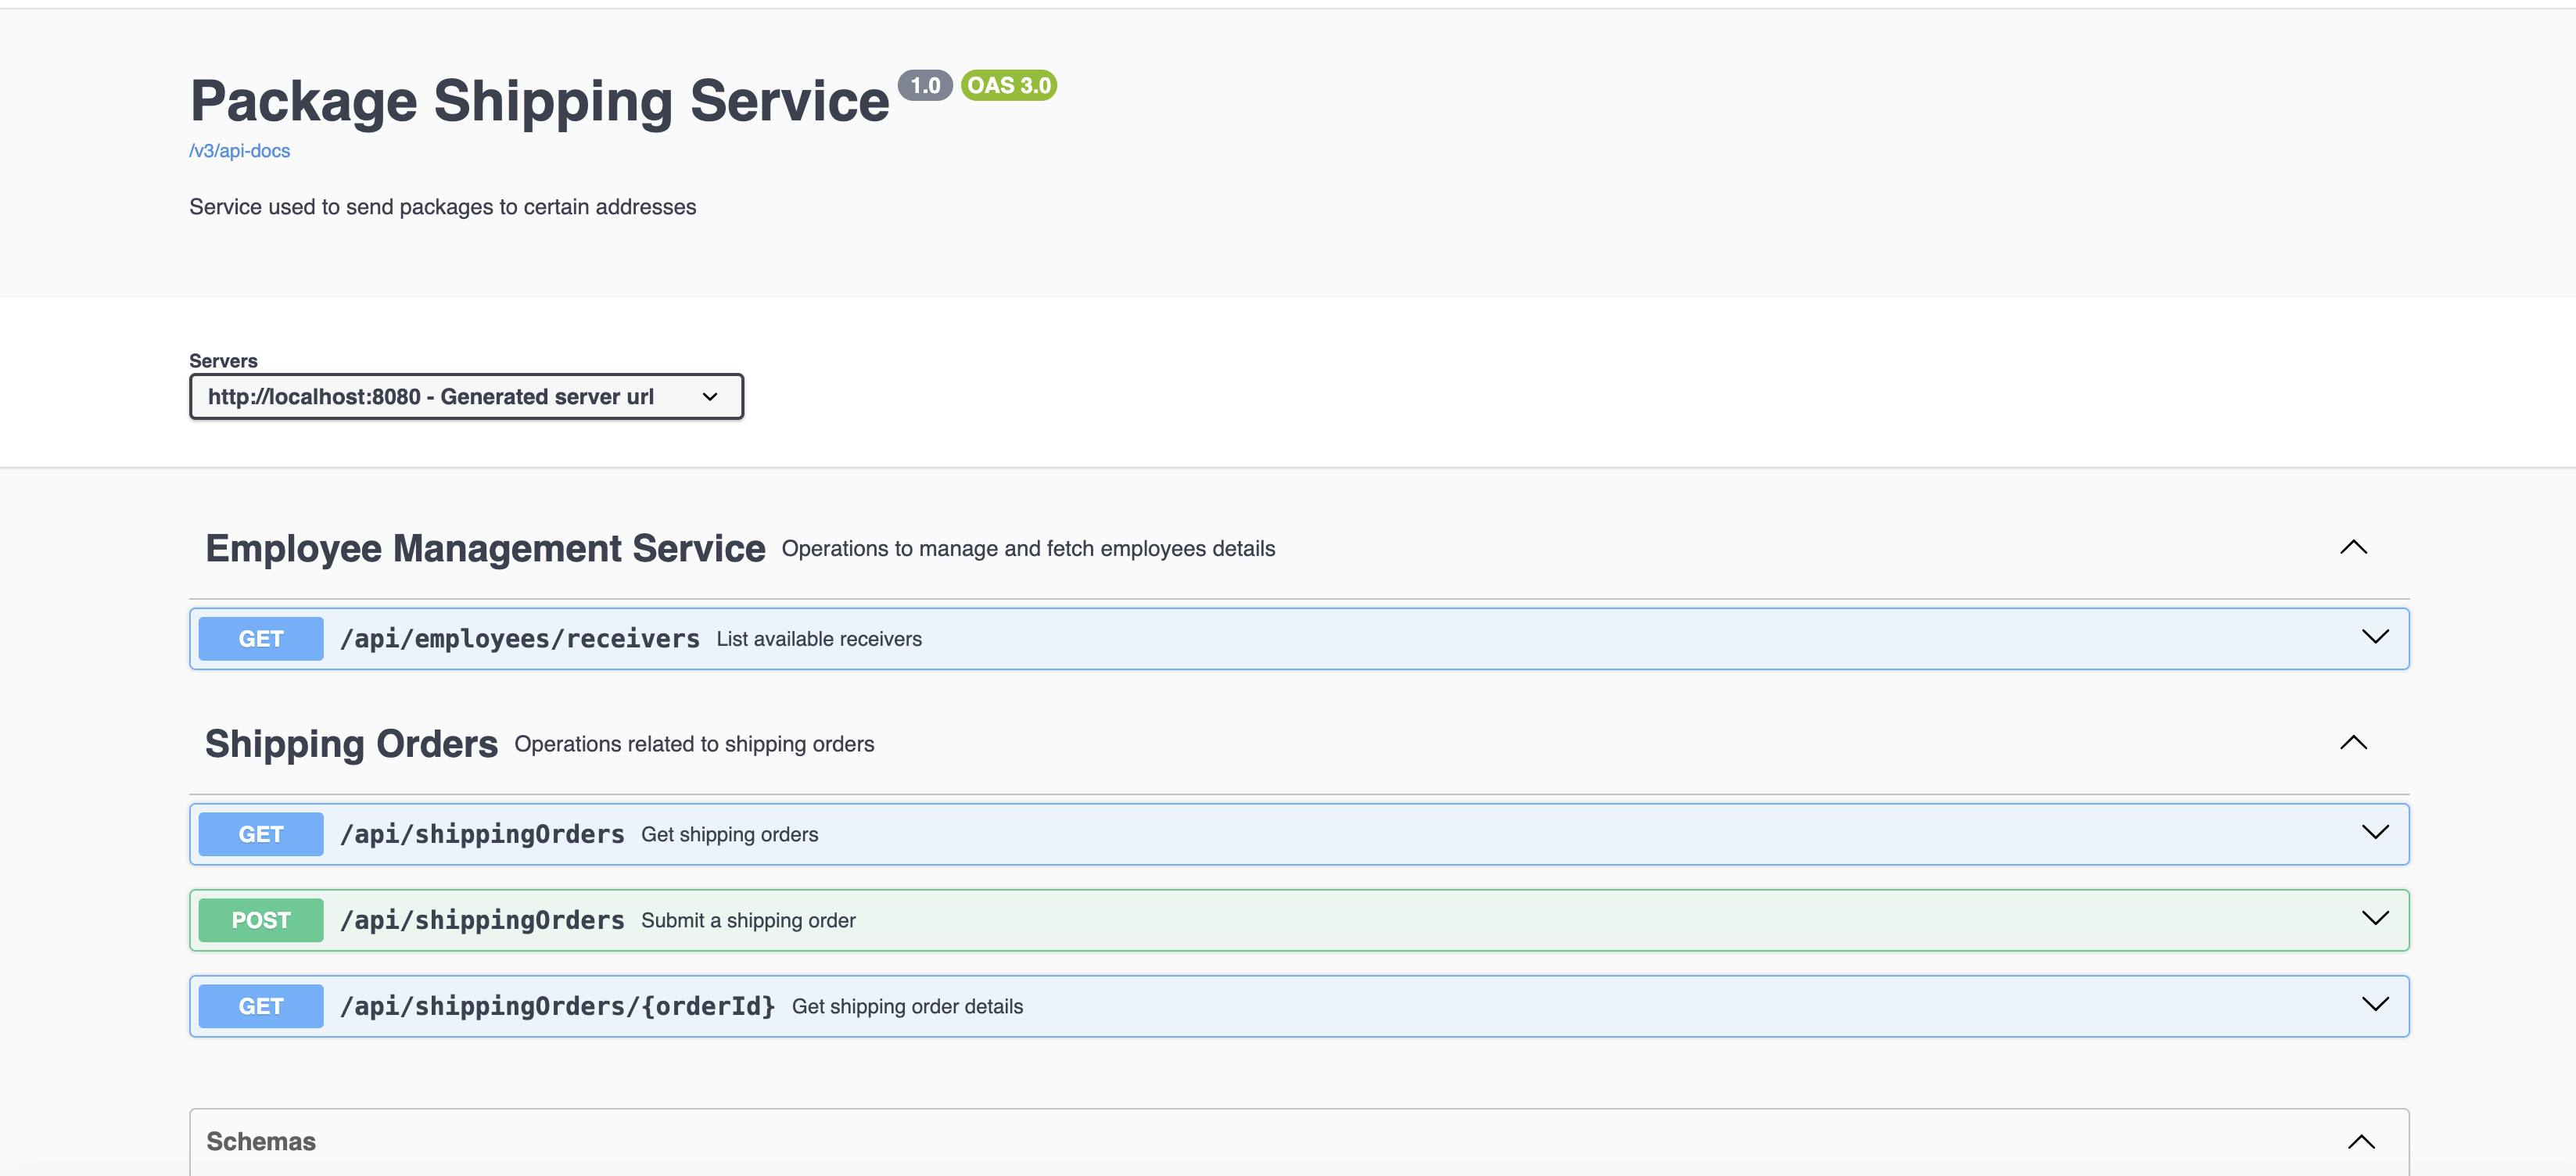 Package Shipping Service 1.0 OAS 3.0
/v3/api-docs
Service used to send packages to certain addresses
Servers
http://localhost:8080 - Generated server url
Employee Management Service Operations to manage and fetch employees details
GET /api/employees/receivers List available receivers
Shipping Orders Operations related to shipping orders
GET /api/shippingOrders Get shipping orders
POST /api/shippingOrders Submit a shipping order
GET /api/shippingOrders/{orderId} Get shipping order details
Schemas